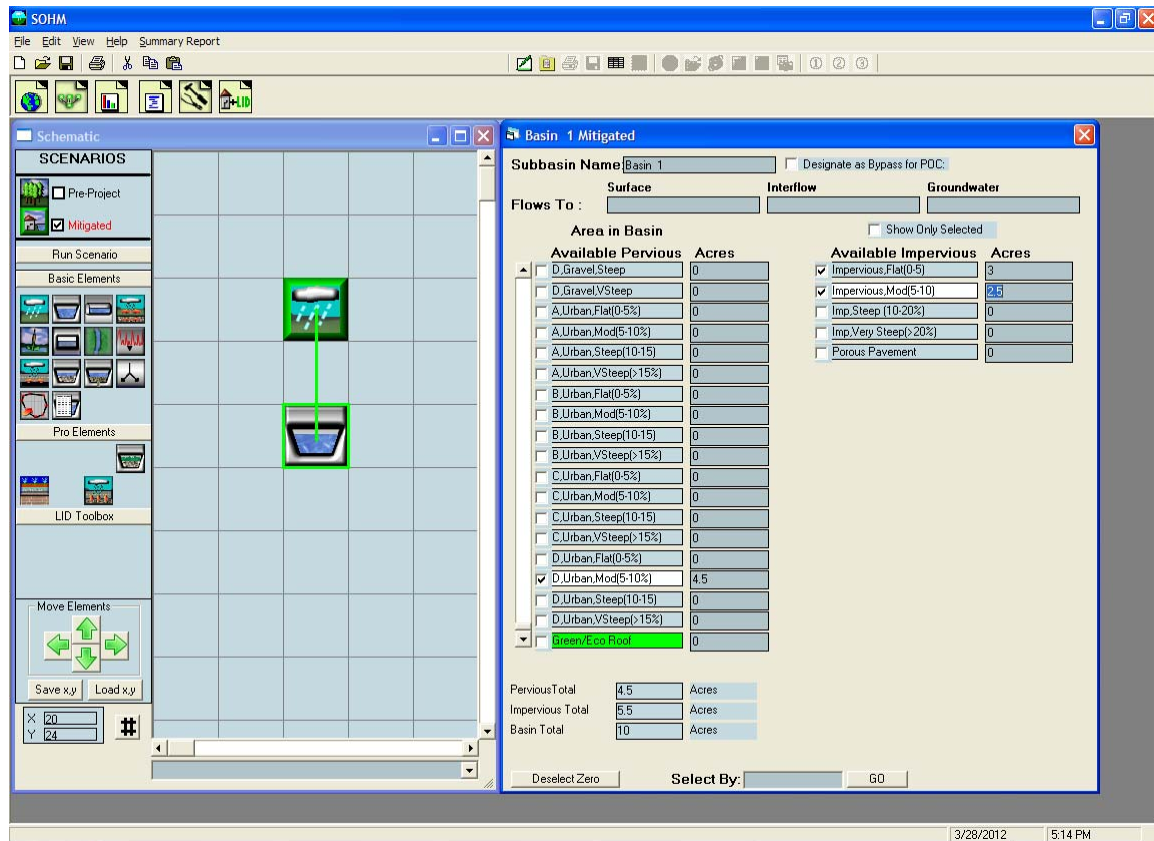 SOHM
File Edit View Help Summary Report
Schematic
SCENARIOS
Pre-Project
Mitigated
Run Scenario
Basic Elements
Pro Elements
LID Toolbox
Move Elements
Save x,y Load x,y
X 20
Y 24
#
+LID
Basin 1 Mitigated
Subbasin Name: Basin 1 Designate as Bypass for POC:
Surface Interflow Groundwater
Flows To :
Area in Basin Show Only Selected
Available Pervious Acres Available Impervious Acres
D,Gravel,Steep 0 Impervious,Flat(0-5) 3
D,Gravel,VSteep 0 Impervious,Mod(5-10) 2.5
A,Urban,Flat(0-5%) 0 Imp,Steep (10-20%) 0
A,Urban,Mod(5-10%) 0 Imp,Very Steep(>20%) 0
A,Urban,Steep(10-15) 0 Porous Pavement 0
A,Urban,VSteep(>15%) 0
B,Urban,Flat(0-5%) 0
B,Urban,Mod(5-10%) 0
B,Urban,Steep(10-15) 0
B,Urban,VSteep(>15%) 0
C,Urban,Flat(0-5%) 0
C,Urban,Mod(5-10%) 0
C,Urban,Steep(10-15) 0
C,Urban,VSteep(>15%) 0
D,Urban,Flat(0-5%) 0
D,Urban,Mod(5-10%) 4.5
D,Urban,Steep(10-15) 0
D,Urban,VSteep(>15%) 0
Green/Eco Roof 0
PerviousTotal 4.5 Acres
Impervious Total 5.5 Acres
Basin Total 10 Acres
Deselect Zero Select By: GO
3/28/2012 5:14 PM